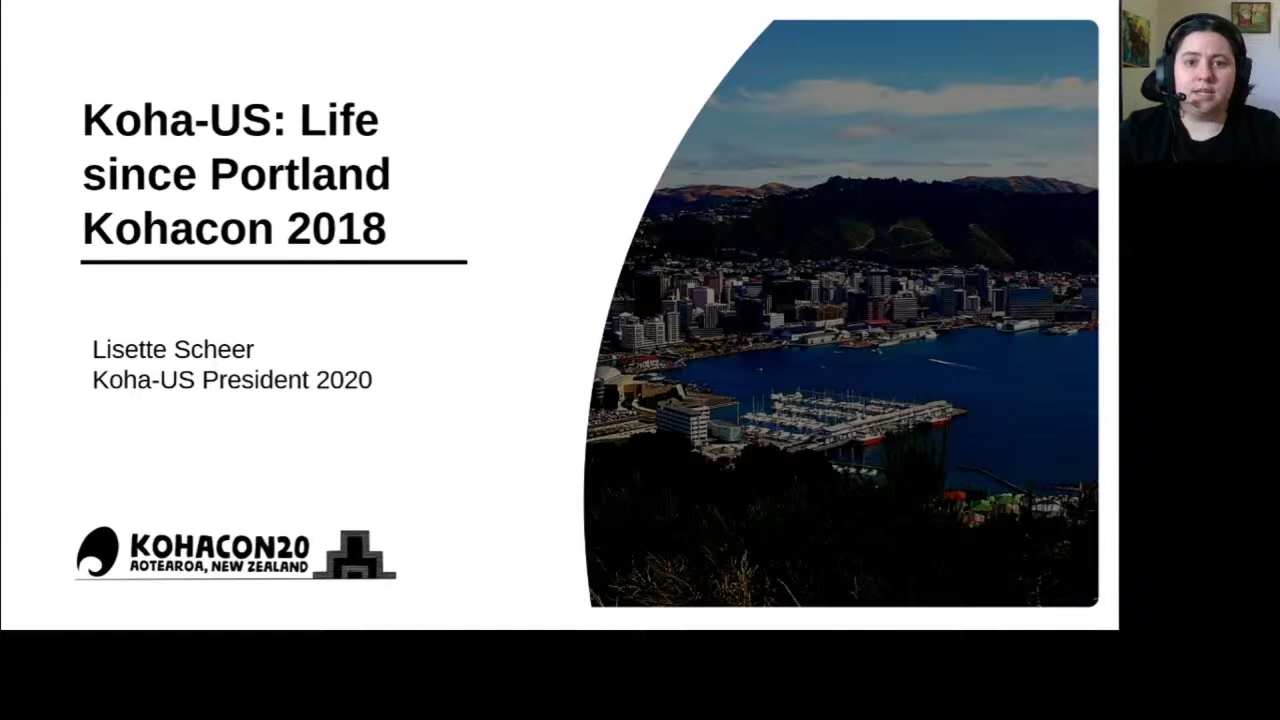 Koha-US: Life
since Portland
Kohacon 2018
Lisette Scheer
Koha-US President 2020
KOHACON20
AOTEAROA, NEW ZEALAND